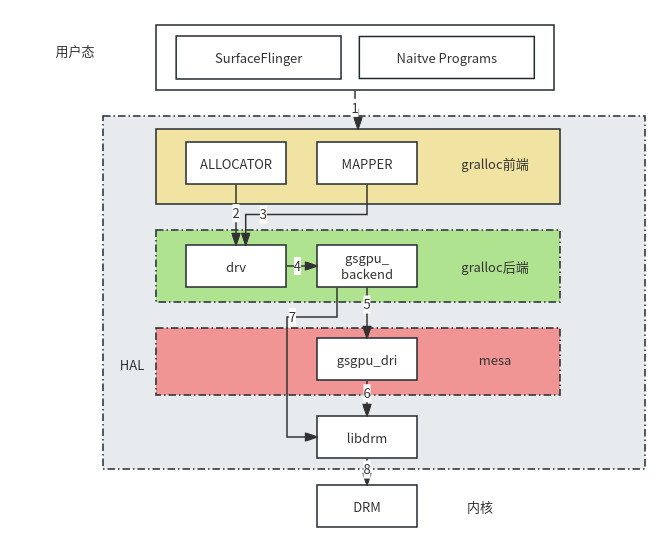 用户态
SurfaceFlinger
Naitve Programs
1
ALLOCATOR
MAPPER
gralloc前端
2
3
drv
4
gsgpu_
backend
gralloc后端
5
7
gsgpu_dri
mesa
HAL
6
libdrm
8
DRM
内核